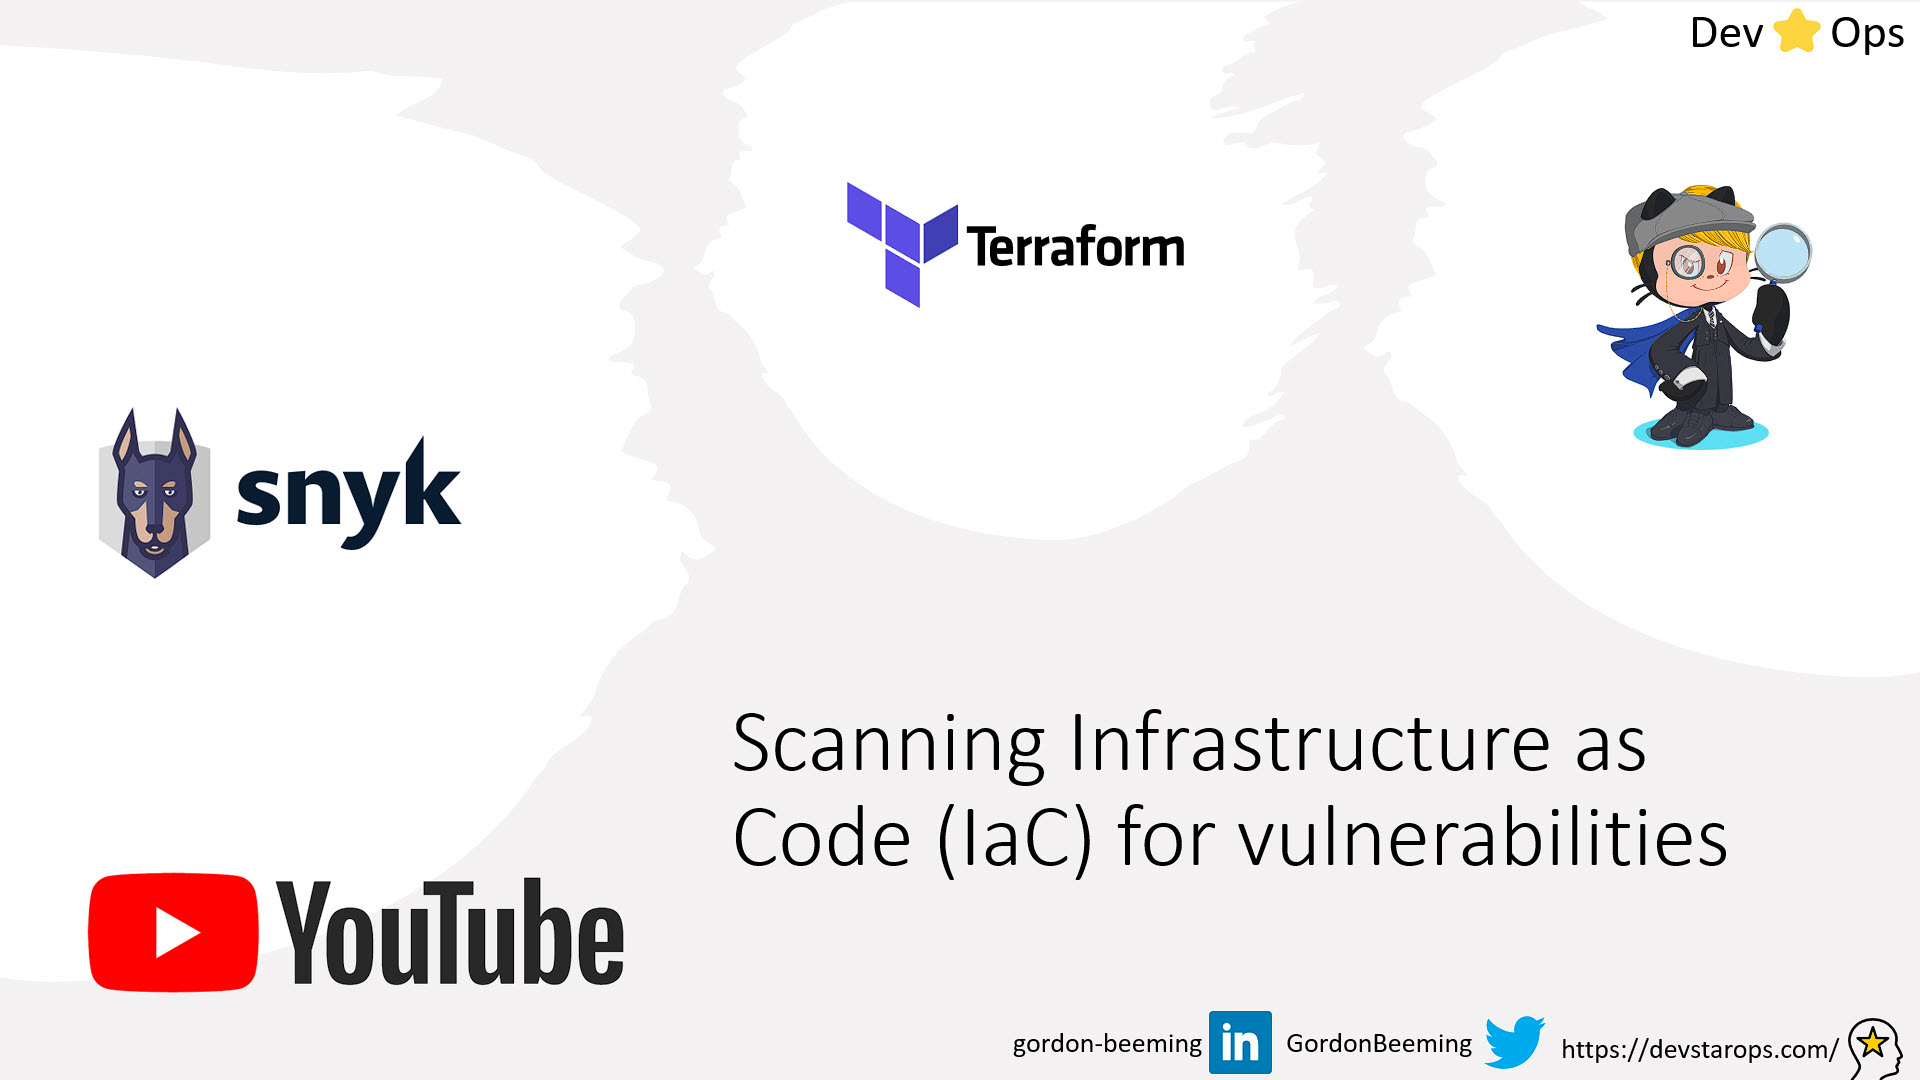 Dev Ops
Terraform
snyk
Scanning Infrastructure as
Code (IaC) for vulnerabilities
YouTube
gordon-beeming in GordonBeeming https://devstarops.com/